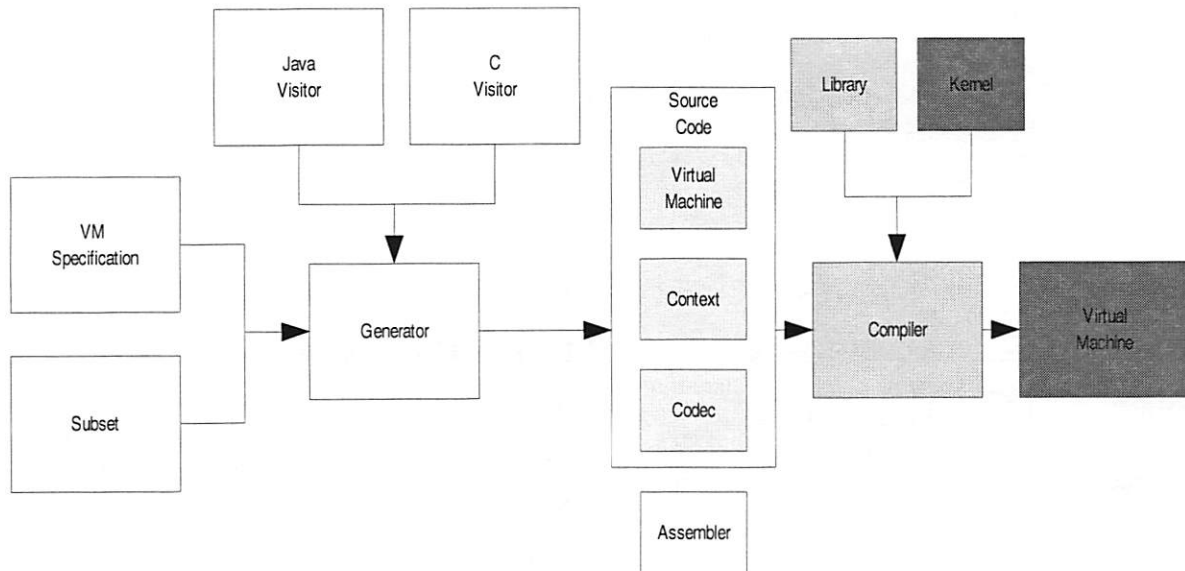 Java
Visitor
C
Visitor
Library
Kernel
Source
Code
Virtual
Machine
VM
Specification
Generator
Context
Compiler
Virtual
Machine
Subset
Codec
Assembler